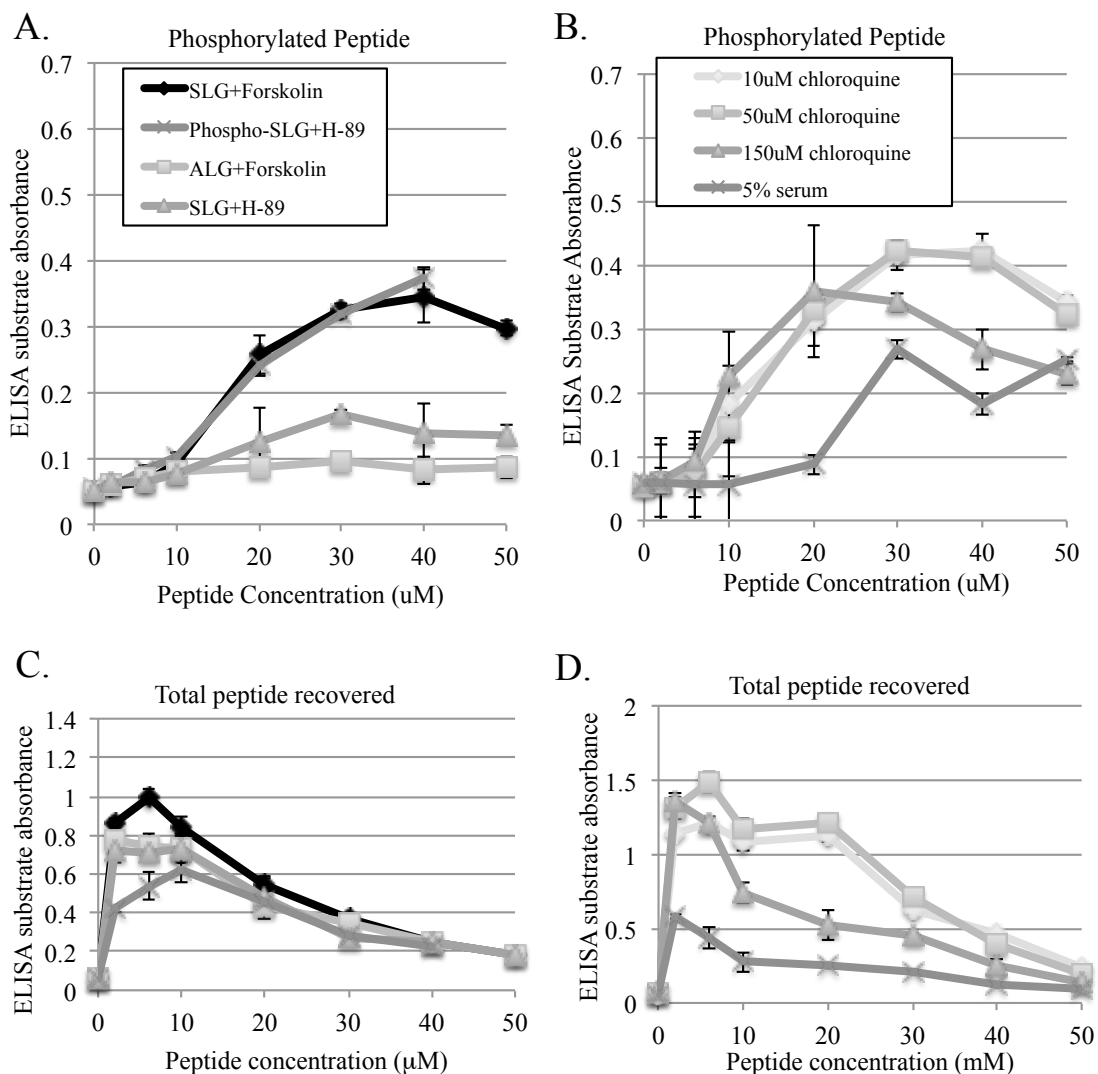 A.
Phosphorylated Peptide
0.7
0.6
0.5
0.4
0.3
0.2
0.1
0
ELISA substrate absorbance
SLG+Forskolin
Phospho-SLG+H-89
ALG+Forskolin
SLG+H-89
0 10 20 30 40 50
Peptide Concentration (uM)
B.
Phosphorylated Peptide
0.7
0.6
0.5
0.4
0.3
0.2
0.1
0
ELISA Substrate Absorabnce
10uM chloroquine
50uM chloroquine
150uM chloroquine
5% serum
0 10 20 30 40 50
Peptide Concentration (uM)
C.
Total peptide recovered
1.4
1.2
1
0.8
0.6
0.4
0.2
0
ELISA substrate absorbance
0 10 20 30 40 50
Peptide concentration (μM)
D.
Total peptide recovered
2
1.5
1
0.5
0
ELISA substrate absorbance
0 10 20 30 40 50
Peptide concentration (mM)